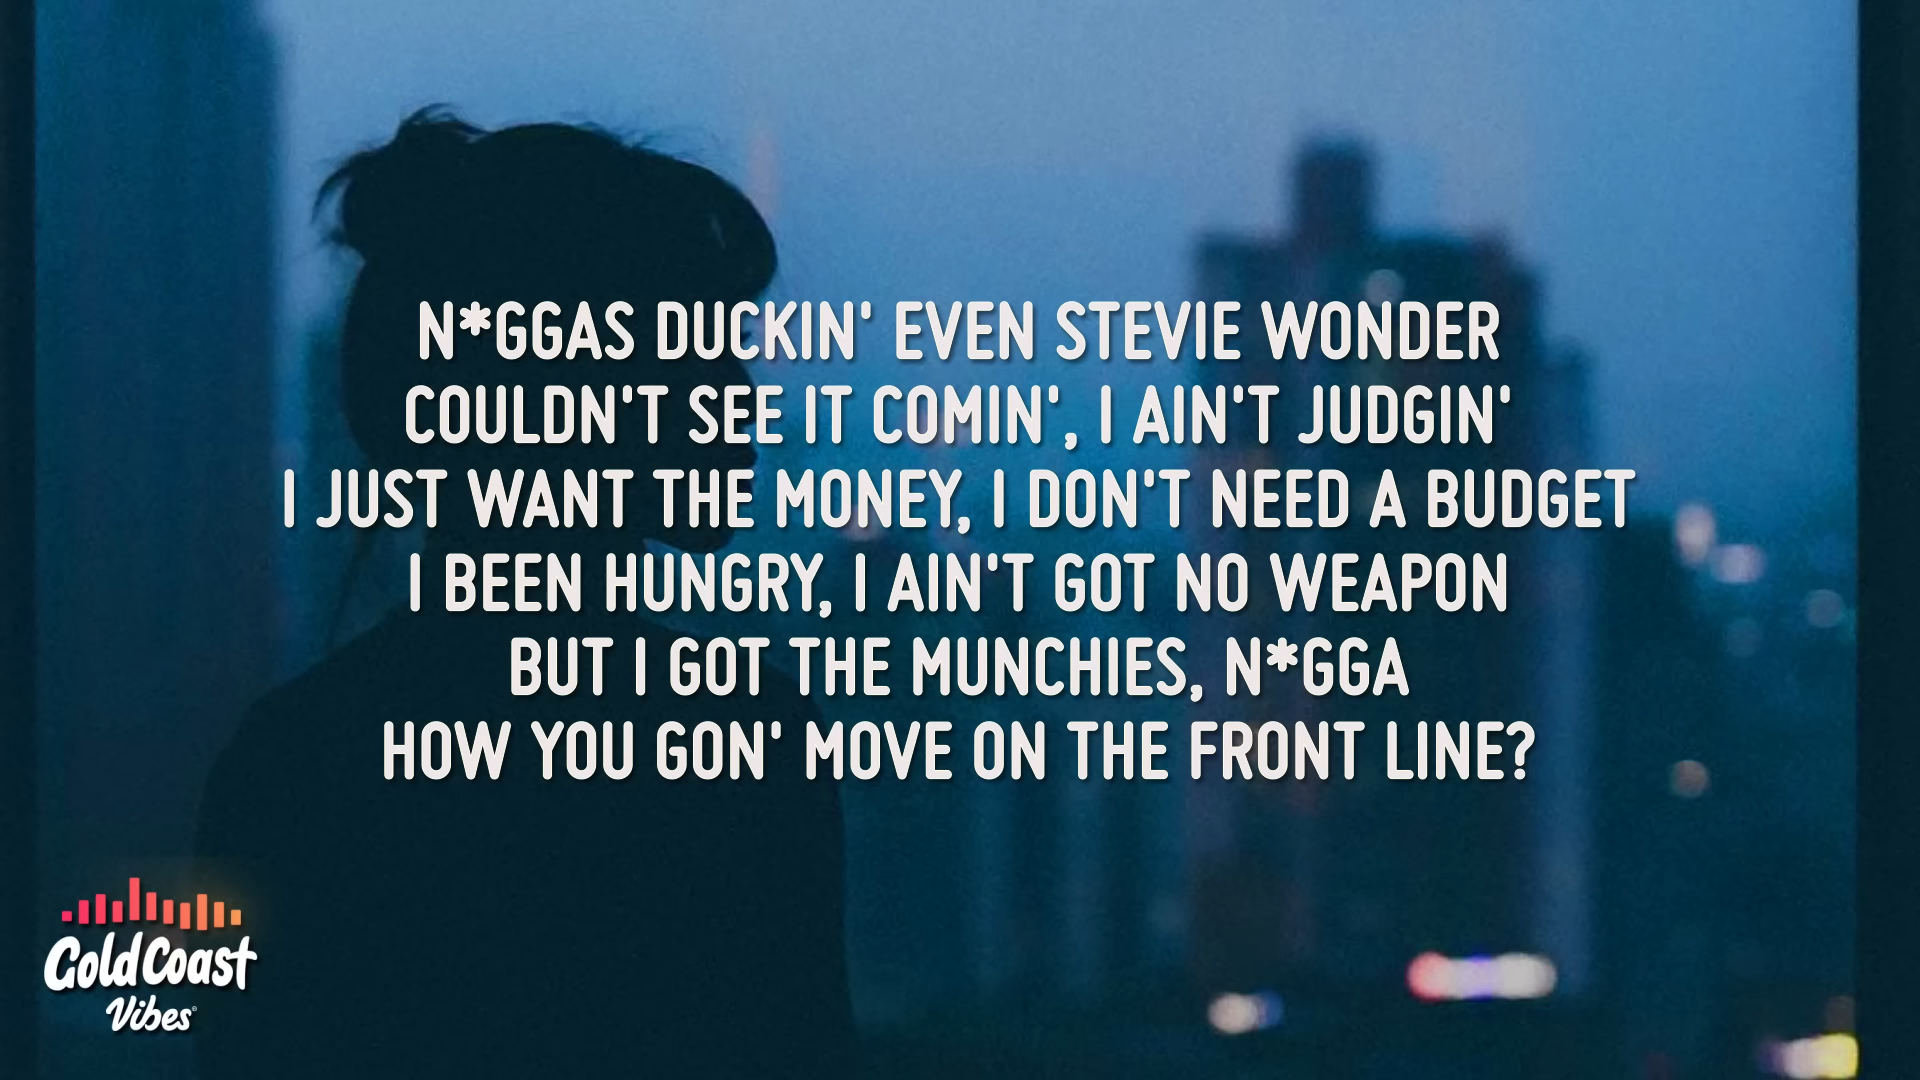 N*GGAS DUCKIN' EVEN STEVIE WONDER
COULDN'T SEE IT COMIN', I AIN'T JUDGIN'
I JUST WANT THE MONEY, I DON'T NEED A BUDGET
I BEEN HUNGRY, I AIN'T GOT NO WEAPON
BUT I GOT THE MUNCHIES, N*GGA
HOW YOU GON' MOVE ON THE FRONT LINE?
Gold Coast
Vibes